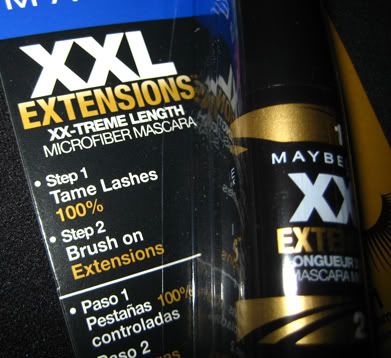 XXL
EXTENSIONS
XX-TREME LENGTH
MICROFIBER MASCARA
• Step 1
Tame Lashes
100%
• Step 2
Brush on
Extensions
• Paso 1
Pestañas 100%
controladas
Paso 2
1
MAYBE
XX
EXTE
LONGUEUR
MASCARA M
2